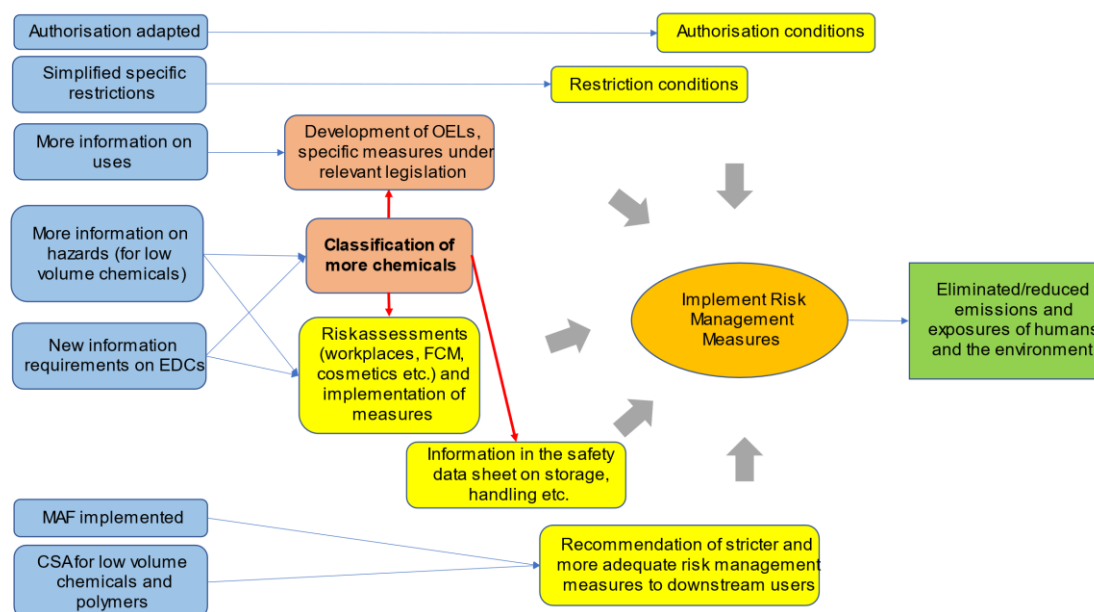 Authorisation adapted
Authorisation conditions
Simplified specific
restrictions
Restriction conditions
More information on
uses
Development of OELs,
specific measures under
relevant legislation
More information on
hazards (for low
volume chemicals)
Classification of
more chemicals
New information
requirements on EDCs
Riskassessments
(workplaces, FCM,
cosmetics etc.) and
implementation of
measures
Implement Risk
Management
Measures
Eliminated/reduced
emissions and
exposures of humans
and the environment
Information in the safety
data sheet on storage,
handling etc.
MAF implemented
CSAfor low volume
chemicals and
polymers
Recommendation of stricter and
more adequate risk management
measures to downstream users